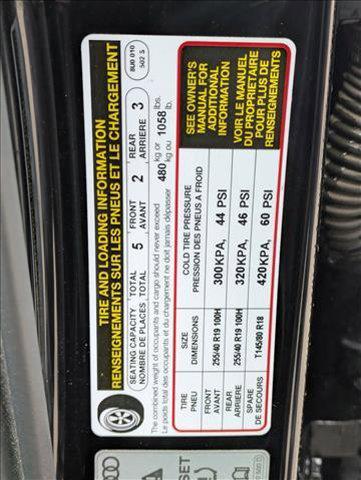 TIRE AND LOADING INFORMATION
RENSEIGNEMENTS SUR LES PNEUS ET LE CHARGEMENT
8U0 010
502 S
SEATING CAPACITY TOTAL 5 FRONT 2 REAR 3
NOMBRE DE PLACES TOTAL AVANT ARRIERE
The combined weight of occupants and cargo should never exceed 480 kg or 1058 lbs.
Le poids total des occupants et du chargement ne doit jamais dépasser kg ou lb.
TIRE SIZE COLD TIRE PRESSURE
PNEU DIMENSIONS PRESSION DES PNEUS A FROID
FRONT
AVANT 255/40 R19 100H 300KPA, 44 PSI
REAR
ARRIERE 255/40 R19 100H 320KPA, 46 PSI
SPARE
DE SECOURS T145/80 R18 420KPA, 60 PSI
SEE OWNER'S
MANUAL FOR
ADDITIONAL
INFORMATION
VOIR LE MANUEL
DU PROPRIETAIRE
POUR PLUS DE
RENSEIGNEMENTS
SET